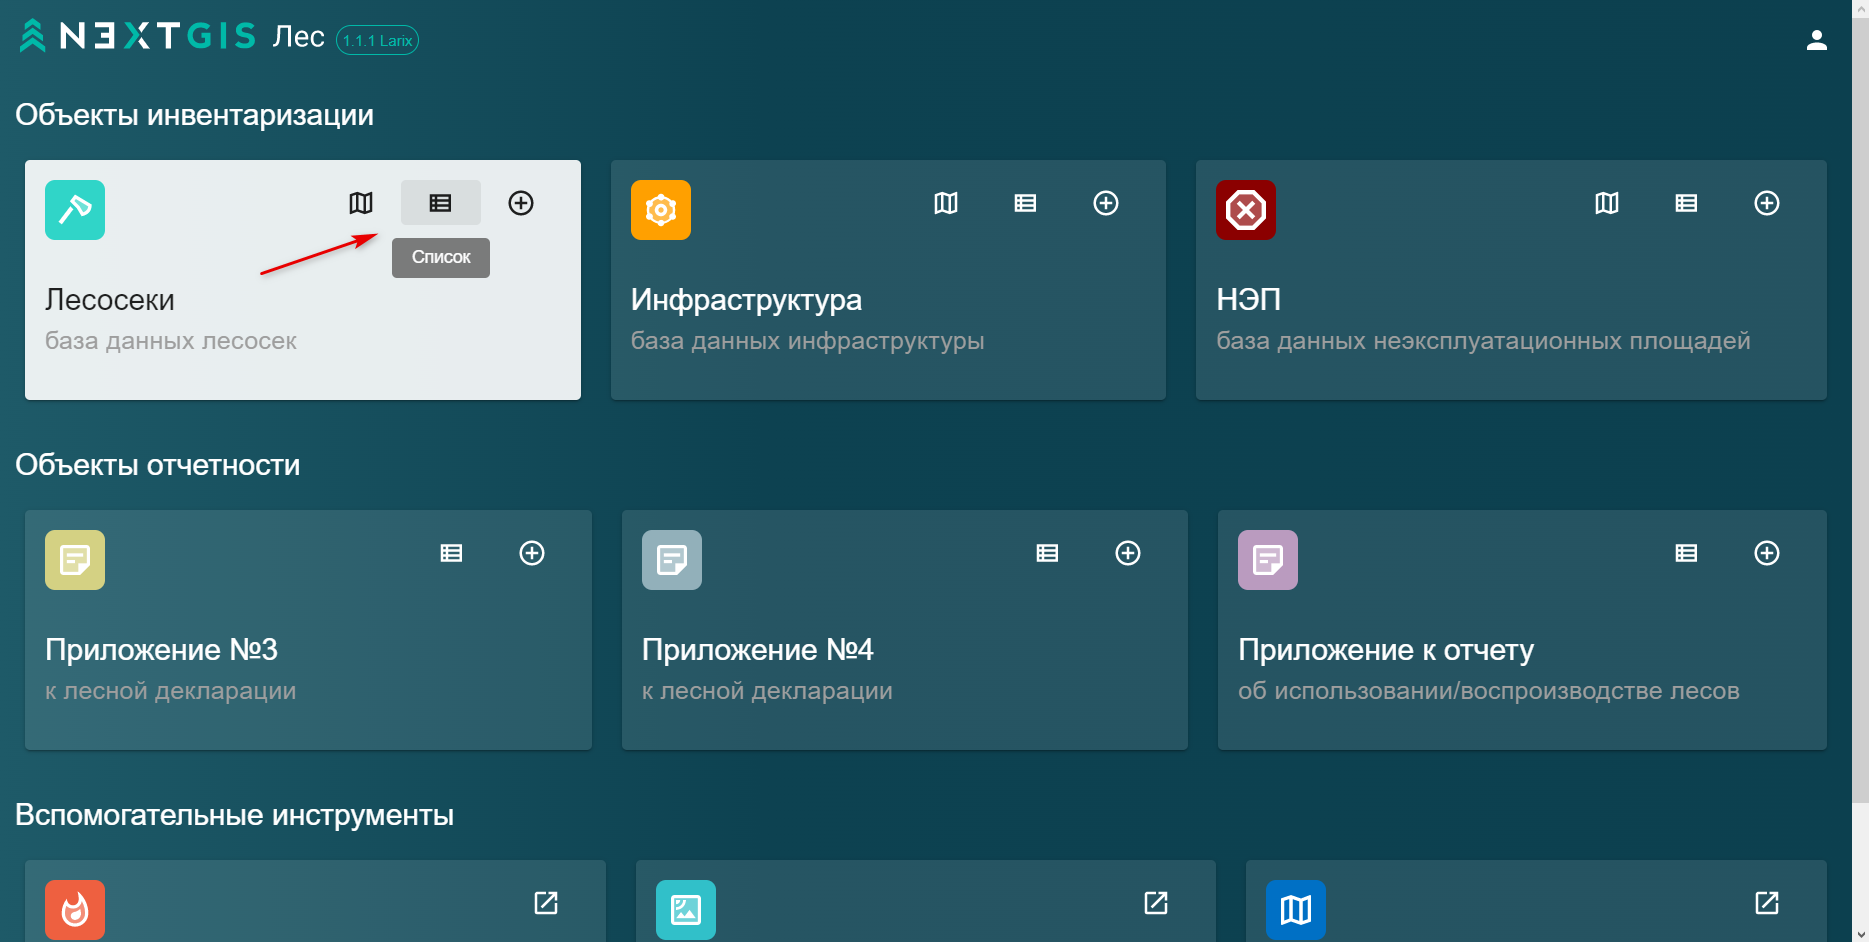 NEXTGIS Лес 1.1.1 Larix
Объекты инвентаризации
Список
Лесосеки
база данных лесосек
Инфраструктура
база данных инфраструктуры
НЭП
база данных неэксплуатационных площадей
Объекты отчетности
Приложение №3
к лесной декларации
Приложение №4
к лесной декларации
Приложение к отчету
об использовании/воспроизводстве лесов
Вспомогательные инструменты